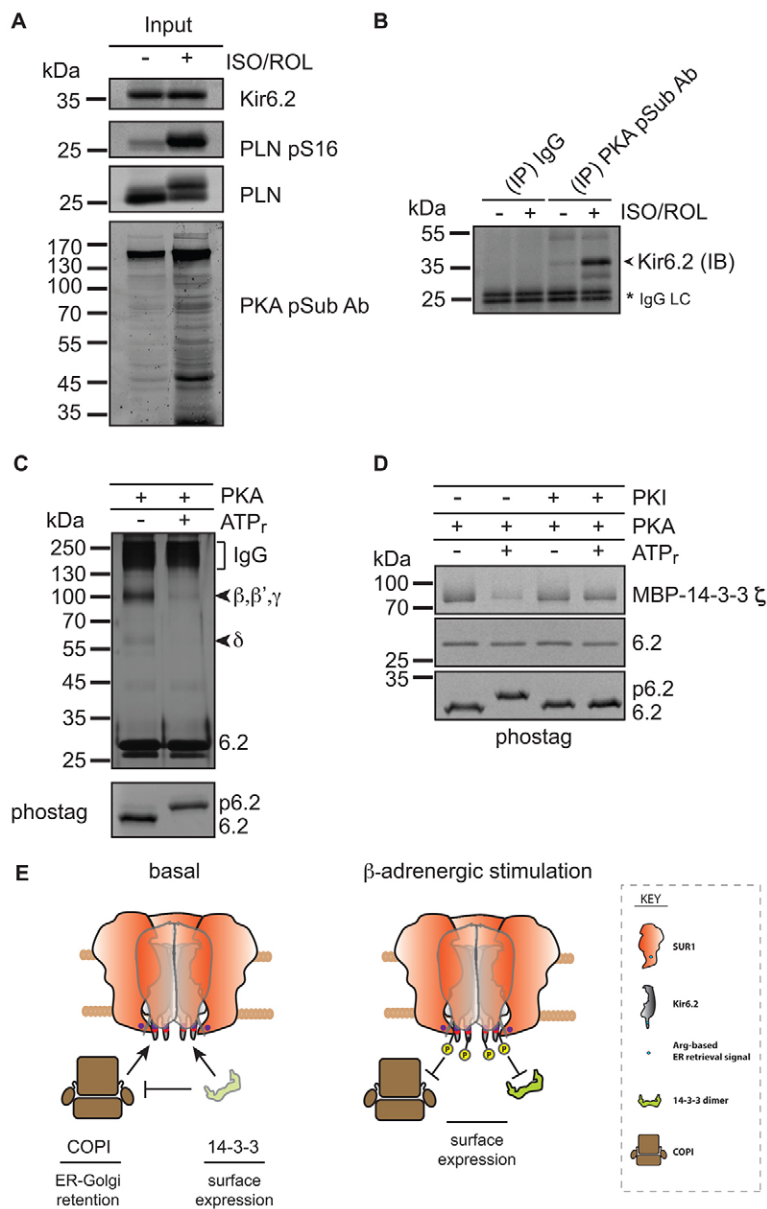 A
Input
kDa - + ISO/ROL
35 Kir6.2
25 PLN pS16
25 PLN
170
130
100
70
55
45
35
PKA pSub Ab
B
(IP) IgG
(IP) PKA pSub Ab
kDa - + - + ISO/ROL
55
35 Kir6.2 (IB)
25 * IgG LC
C
+ + PKA
kDa - + ATPr
250 IgG
130
100 β,β',γ
70
55 δ
45
35
6.2
25
phostag p6.2
6.2
D
- - + + PKI
+ + + + PKA
kDa - + - + ATPr
100
70 MBP-14-3-3 ζ
6.2
25
35
p6.2
6.2
phostag
E
basal
β-adrenergic stimulation
P P P P
COPI
ER-Golgi
retention
14-3-3
surface
expression
surface
expression
KEY
SUR1
Kir6.2
Arg-based
ER retrieval signal
14-3-3 dimer
COPI